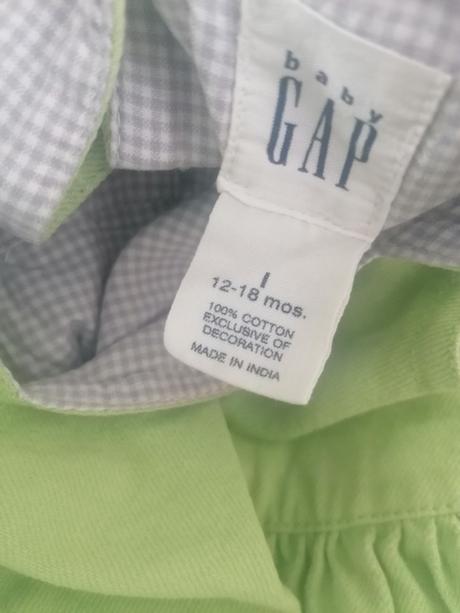 baby
GAP
I
12-18 mos.
100% COTTON
EXCLUSIVE OF
DECORATION
MADE IN INDIA